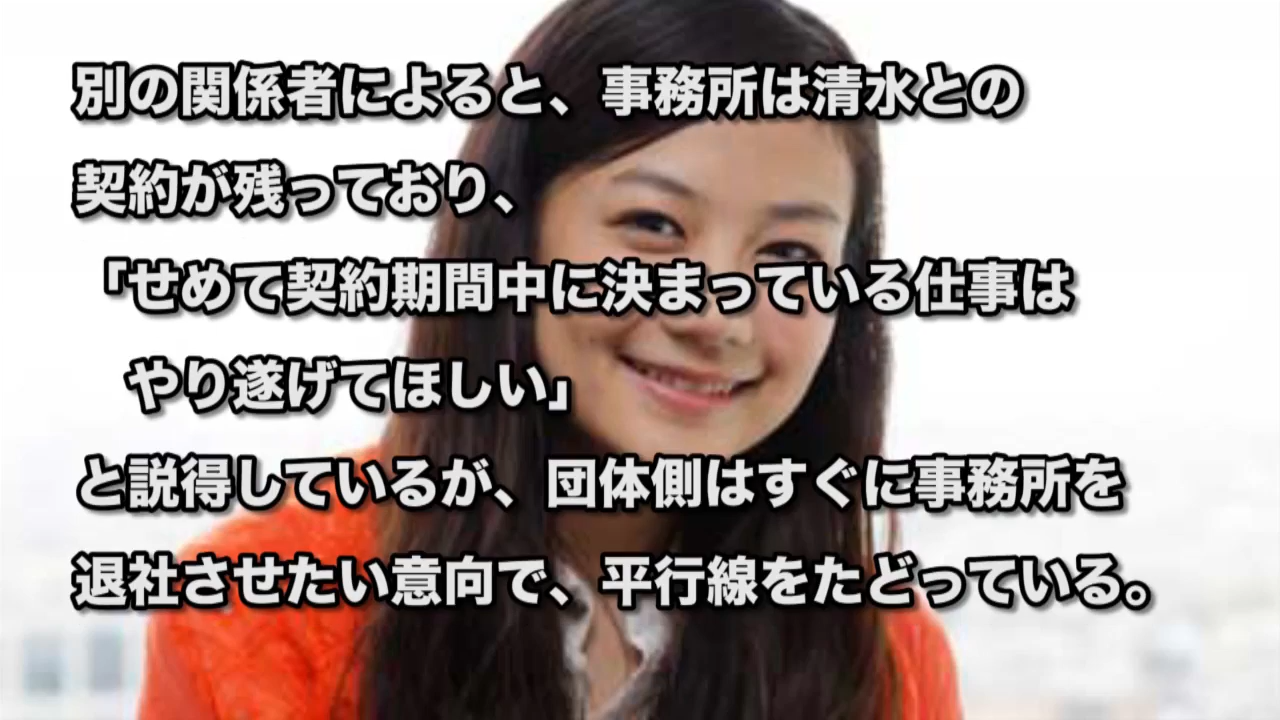 別の関係者によると、事務所は清水との
契約が残っており、
「せめて契約期間中に決まっている仕事は
やり遂げてほしい」
と説得しているが、団体側はすぐに事務所を
退社させたい意向で、平行線をたどっている。